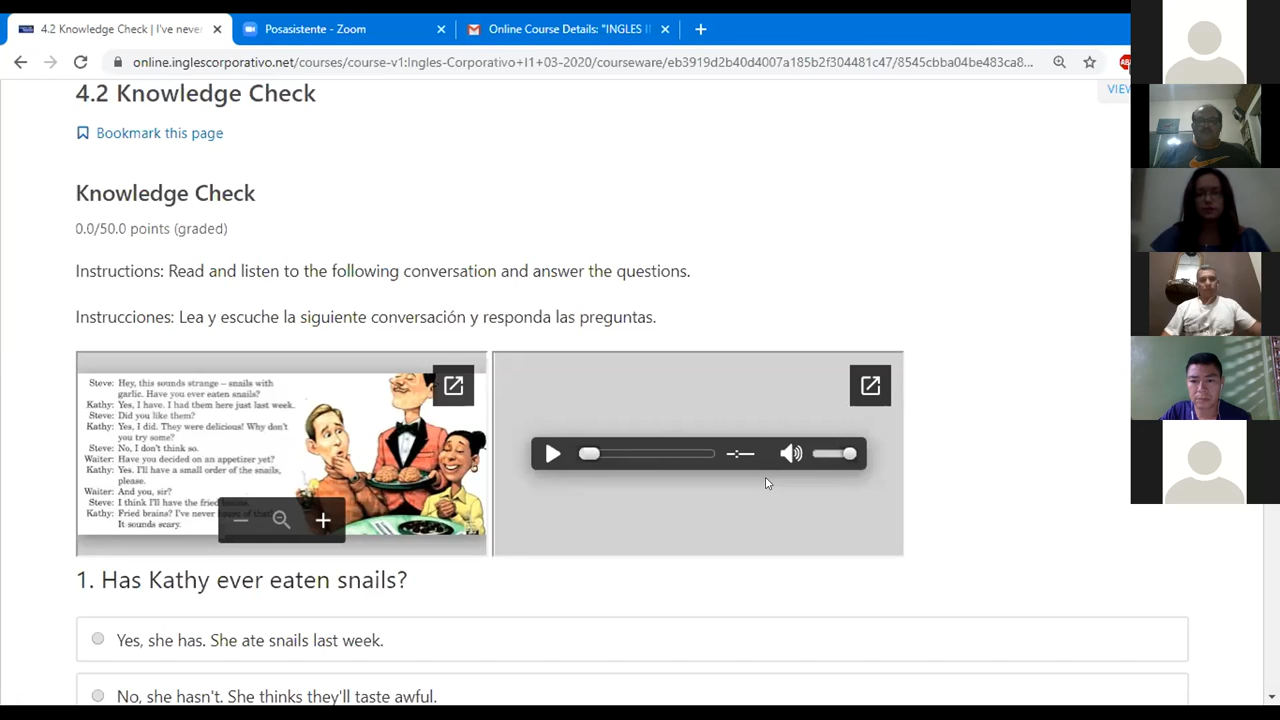 4.2 Knowledge Check | I've never
Posasistente - Zoom
Online Course Details: "INGLES I
online.inglescorporativo.net/courses/course-v1:Ingles-Corporativo+I1+03-2020/courseware/eb3919d2b40d4007a185b2f304481c47/8545cbba04be483ca8...
4.2 Knowledge Check
VIEW
Bookmark this page
Knowledge Check
0.0/50.0 points (graded)
Instructions: Read and listen to the following conversation and answer the questions.
Instrucciones: Lea y escuche la siguiente conversación y responda las preguntas.
Steve: Hey, this sounds strange – snails with
garlic. Have you ever eaten snails?
Kathy: Yes, I have. I had them here just last week.
Steve: Did you like them?
Kathy: Yes, I did. They were delicious! Why don't
you try some?
Steve: No, I don't think so.
Waiter: Have you decided on an appetizer yet?
Kathy: Yes. I'll have a small order of the snails,
please.
Waiter: And you, sir?
Steve: I think I'll have the fried brains.
Kathy: Fried brains? I've never heard of that!
It sounds scary.
1. Has Kathy ever eaten snails?
Yes, she has. She ate snails last week.
No, she hasn't. She thinks they'll taste awful.